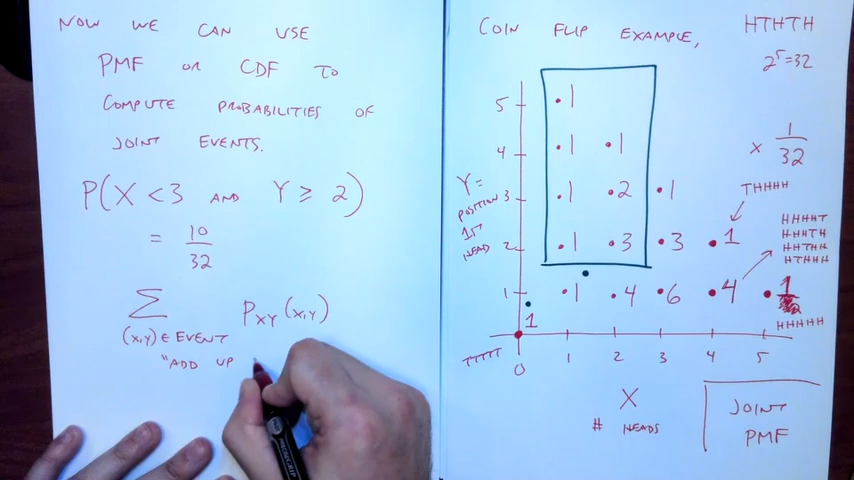 NOW WE CAN USE
PMF OR CDF TO
COMPUTE PROBABILITIES OF
JOINT EVENTS.
P(X < 3 AND Y ≥ 2)
= 10/32
Σ P_XY (x,y)
(x,y) ∈ EVENT
"ADD UP
COIN FLIP EXAMPLE, HTHTH
2^5 = 32
x 1/32
Y =
POSITION
1ST
HEAD
5 1
4 1 1
3 1 2 1
2 1 3 3 1
1 1 4 6 4 1
1
THHHH
HHHHT
HHHTH
HHTHH
HTHHH
HHHHH
TTTTT
0 1 2 3 4 5
X
# HEADS
JOINT
PMF